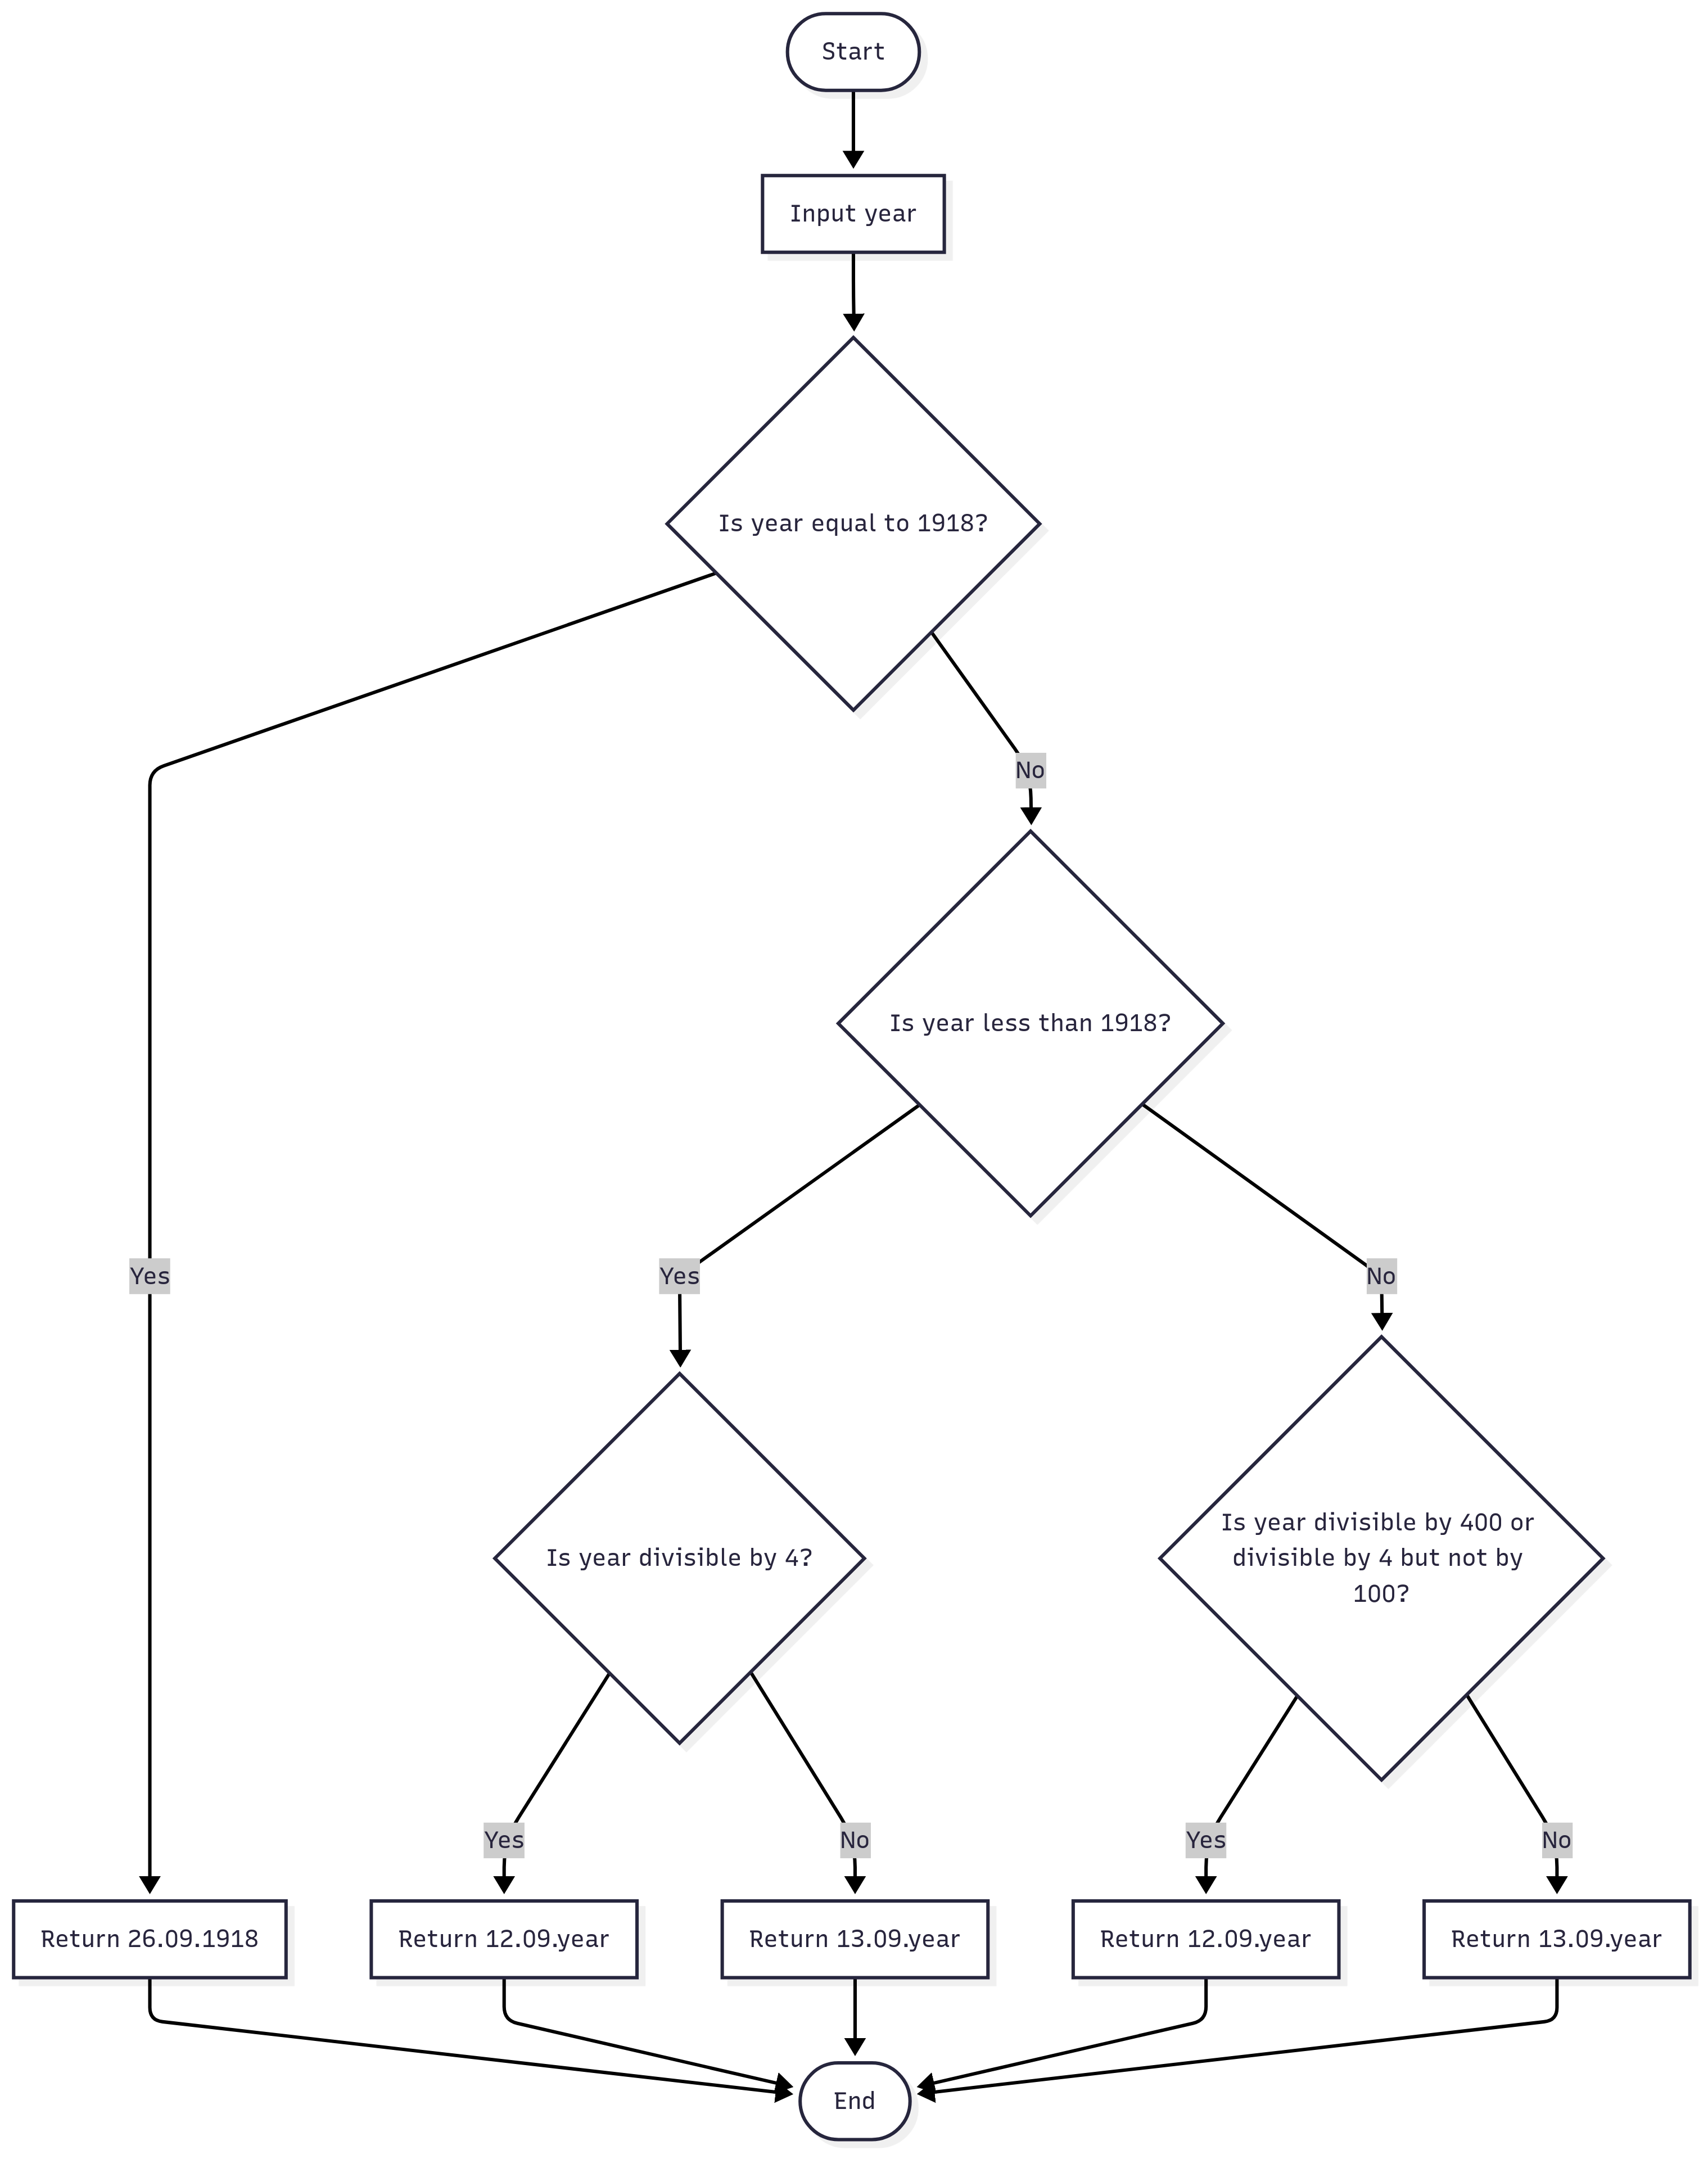 Start
Input year
Is year equal to 1918?
No
Is year less than 1918?
Yes
Yes
No
Is year divisible by 4?
Is year divisible by 400 or
divisible by 4 but not by
100?
Yes
No
Yes
No
Return 26.09.1918
Return 12.09.year
Return 13.09.year
Return 12.09.year
Return 13.09.year
End